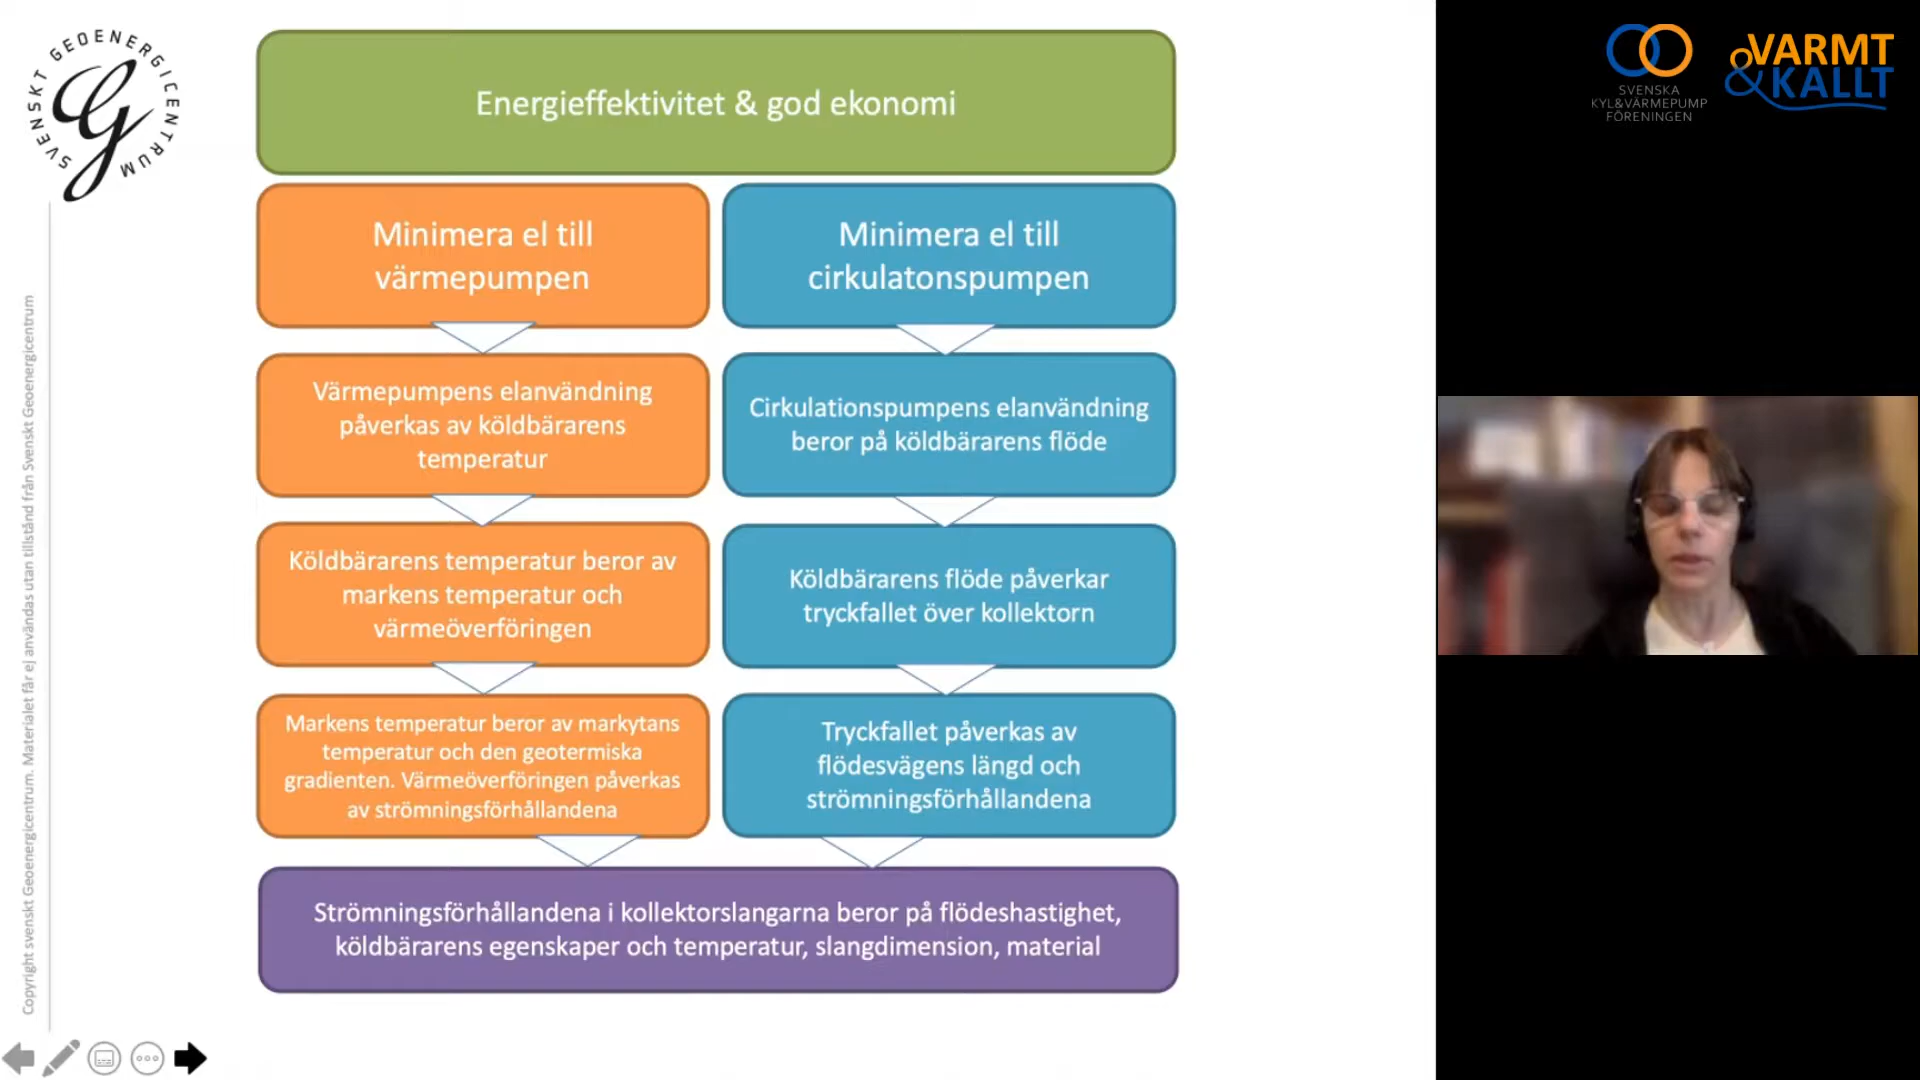 SVENSKT GEOENERGICENTRUM
Energieffektivitet & god ekonomi
Minimera el till
värmepumpen
Minimera el till
cirkulatonspumpen
Värmepumpens elanvändning
påverkas av köldbärarens
temperatur
Cirkulationspumpens elanvändning
beror på köldbärarens flöde
Köldbärarens temperatur beror av
markens temperatur och
värmeöverföringen
Köldbärarens flöde påverkar
tryckfallet över kollektorn
Markens temperatur beror av markytans
temperatur och den geotermiska
gradienten. Värmeöverföringen påverkas
av strömningsförhållandena
Tryckfallet påverkas av
flödesvägens längd och
strömningsförhållandena
Strömningsförhållandena i kollektorslangarna beror på flödeshastighet,
köldbärarens egenskaper och temperatur, slangdimension, material
Copyright svenskt Geoenergicentrum. Materialet får ej användas utan tillstånd från Svenskt Geoenergicentrum
SVENSKA
KYL&VÄRMEPUMP
FÖRENINGEN
VARMT
&KALLT